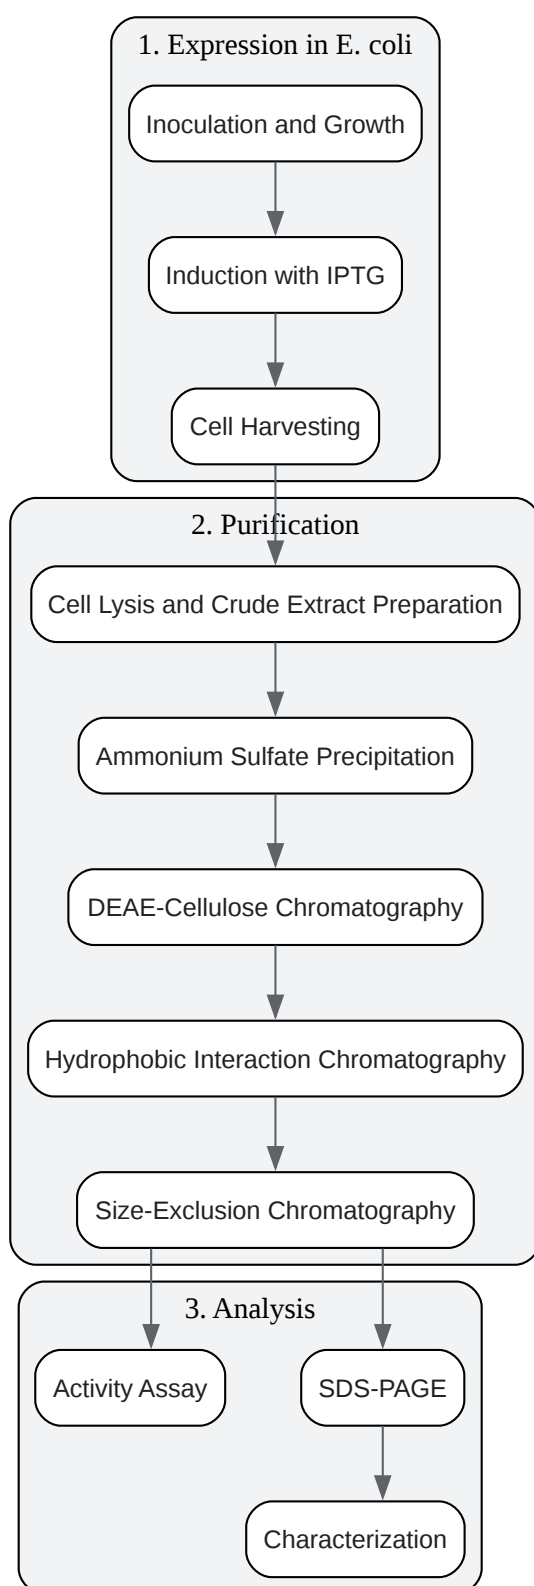 1. Expression in E. coli
Inoculation and Growth
Induction with IPTG
Cell Harvesting
2. Purification
Cell Lysis and Crude Extract Preparation
Ammonium Sulfate Precipitation
DEAE-Cellulose Chromatography
Hydrophobic Interaction Chromatography
Size-Exclusion Chromatography
3. Analysis
Activity Assay
SDS-PAGE
Characterization